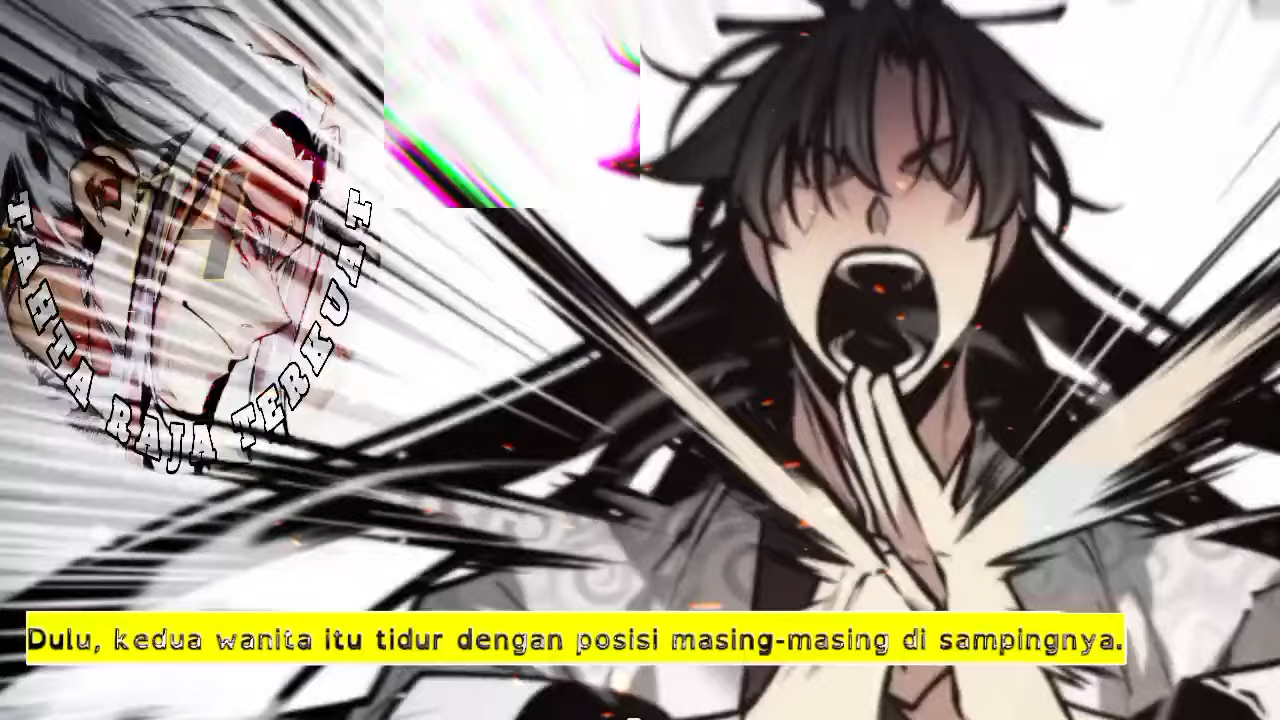 TAHTA RAJA TERKUAT
Dulu, kedua wanita itu tidur dengan posisi masing-masing di sampingnya.